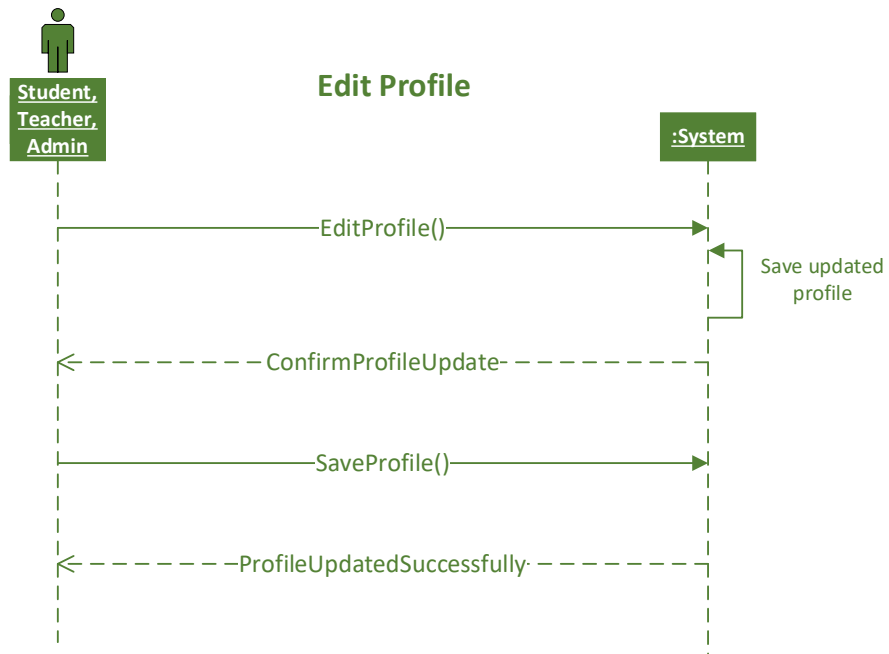 Edit Profile
Student,
Teacher,
Admin
:System
EditProfile()
Save updated
profile
ConfirmProfileUpdate
SaveProfile()
ProfileUpdatedSuccessfully